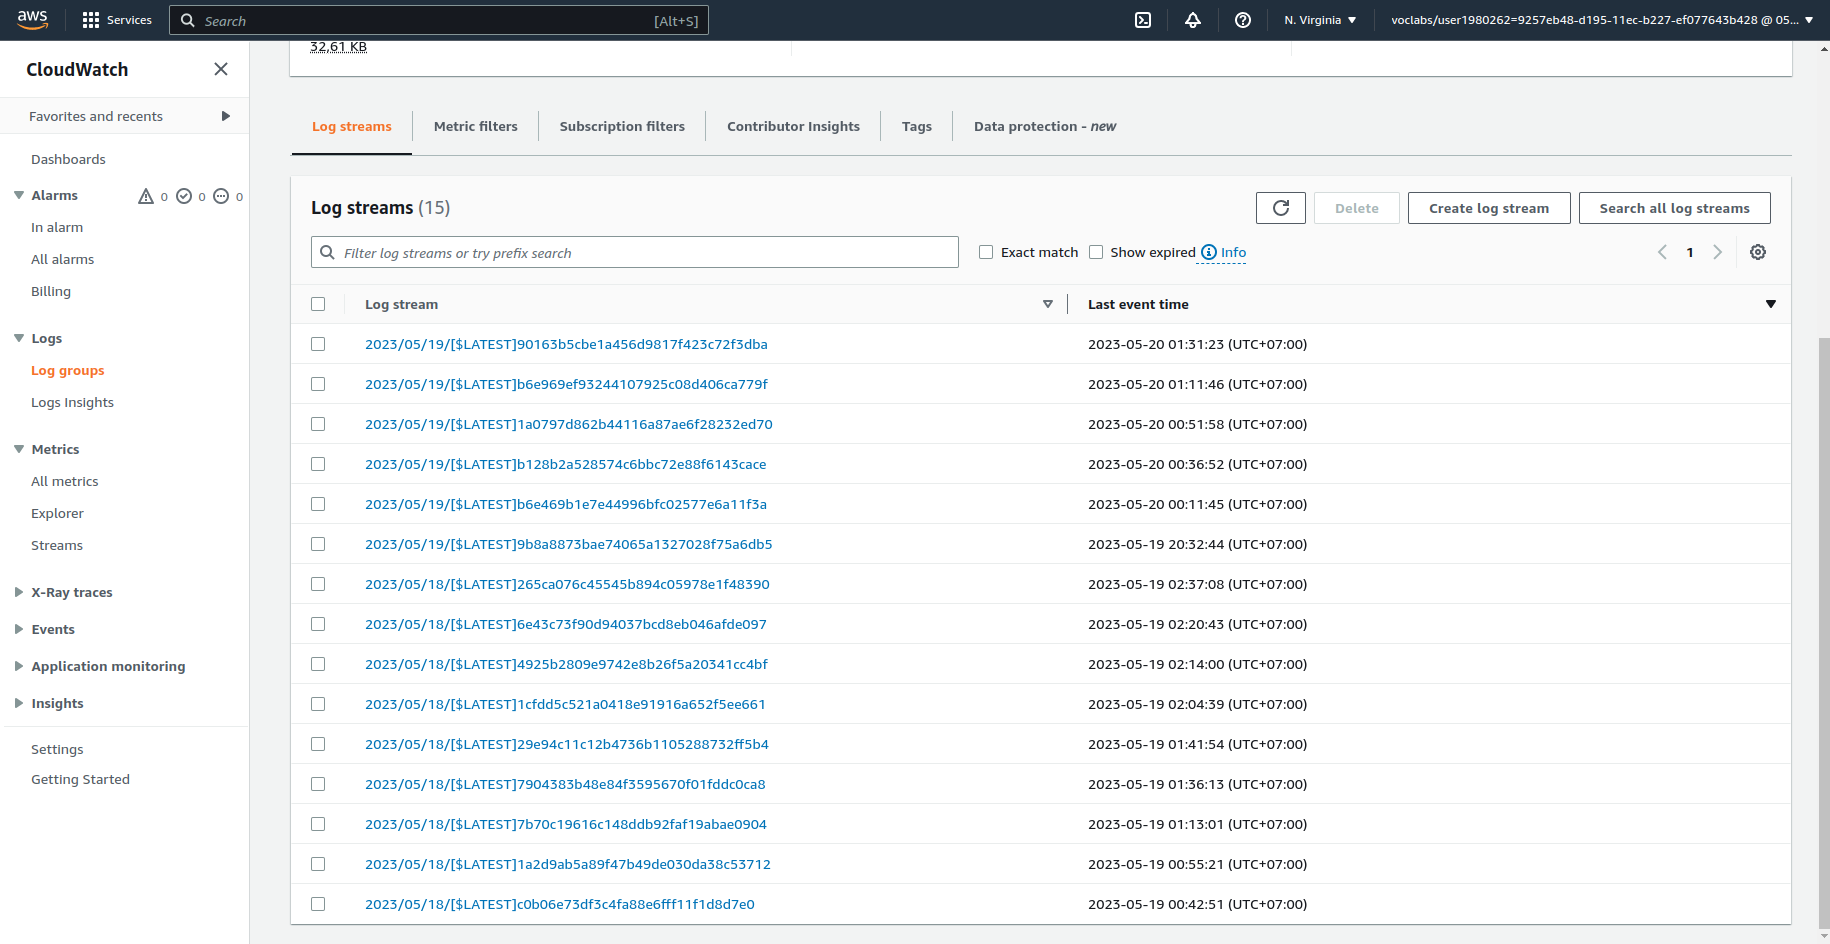 aws
Services
Search
[Alt+S]
N. Virginia
voclabs/user1980262=9257eb48-d195-11ec-b227-ef077643b428 @ 05...
CloudWatch
Favorites and recents
Dashboards
Alarms 0 0 0
In alarm
All alarms
Billing
Logs
Log groups
Logs Insights
Metrics
All metrics
Explorer
Streams
X-Ray traces
Events
Application monitoring
Insights
Settings
Getting Started
32.61 KB
Log streams
Metric filters
Subscription filters
Contributor Insights
Tags
Data protection - new
Log streams (15)
Delete
Create log stream
Search all log streams
Filter log streams or try prefix search
Exact match
Show expired
Info
1
Log stream Last event time
2023/05/19/[$LATEST]90163b5cbe1a456d9817f423c72f3dba 2023-05-20 01:31:23 (UTC+07:00)
2023/05/19/[$LATEST]b6e969ef93244107925c08d406ca779f 2023-05-20 01:11:46 (UTC+07:00)
2023/05/19/[$LATEST]1a0797d862b44116a87ae6f28232ed70 2023-05-20 00:51:58 (UTC+07:00)
2023/05/19/[$LATEST]b128b2a528574c6bbc72e88f6143cace 2023-05-20 00:36:52 (UTC+07:00)
2023/05/19/[$LATEST]b6e469b1e7e44996bfc02577e6a11f3a 2023-05-20 00:11:45 (UTC+07:00)
2023/05/19/[$LATEST]9b8a8873bae74065a1327028f75a6db5 2023-05-19 20:32:44 (UTC+07:00)
2023/05/18/[$LATEST]265ca076c45545b894c05978e1f48390 2023-05-19 02:37:08 (UTC+07:00)
2023/05/18/[$LATEST]6e43c73f90d94037bcd8eb046afde097 2023-05-19 02:20:43 (UTC+07:00)
2023/05/18/[$LATEST]4925b2809e9742e8b26f5a20341cc4bf 2023-05-19 02:14:00 (UTC+07:00)
2023/05/18/[$LATEST]1cfdd5c521a0418e91916a652f5ee661 2023-05-19 02:04:39 (UTC+07:00)
2023/05/18/[$LATEST]29e94c11c12b4736b1105288732ff5b4 2023-05-19 01:41:54 (UTC+07:00)
2023/05/18/[$LATEST]7904383b48e84f3595670f01fddc0ca8 2023-05-19 01:36:13 (UTC+07:00)
2023/05/18/[$LATEST]7b70c19616c148ddb92faf19abae0904 2023-05-19 01:13:01 (UTC+07:00)
2023/05/18/[$LATEST]1a2d9ab5a89f47b49de030da38c53712 2023-05-19 00:55:21 (UTC+07:00)
2023/05/18/[$LATEST]c0b06e73df3c4fa88e6fff11f1d8d7e0 2023-05-19 00:42:51 (UTC+07:00)